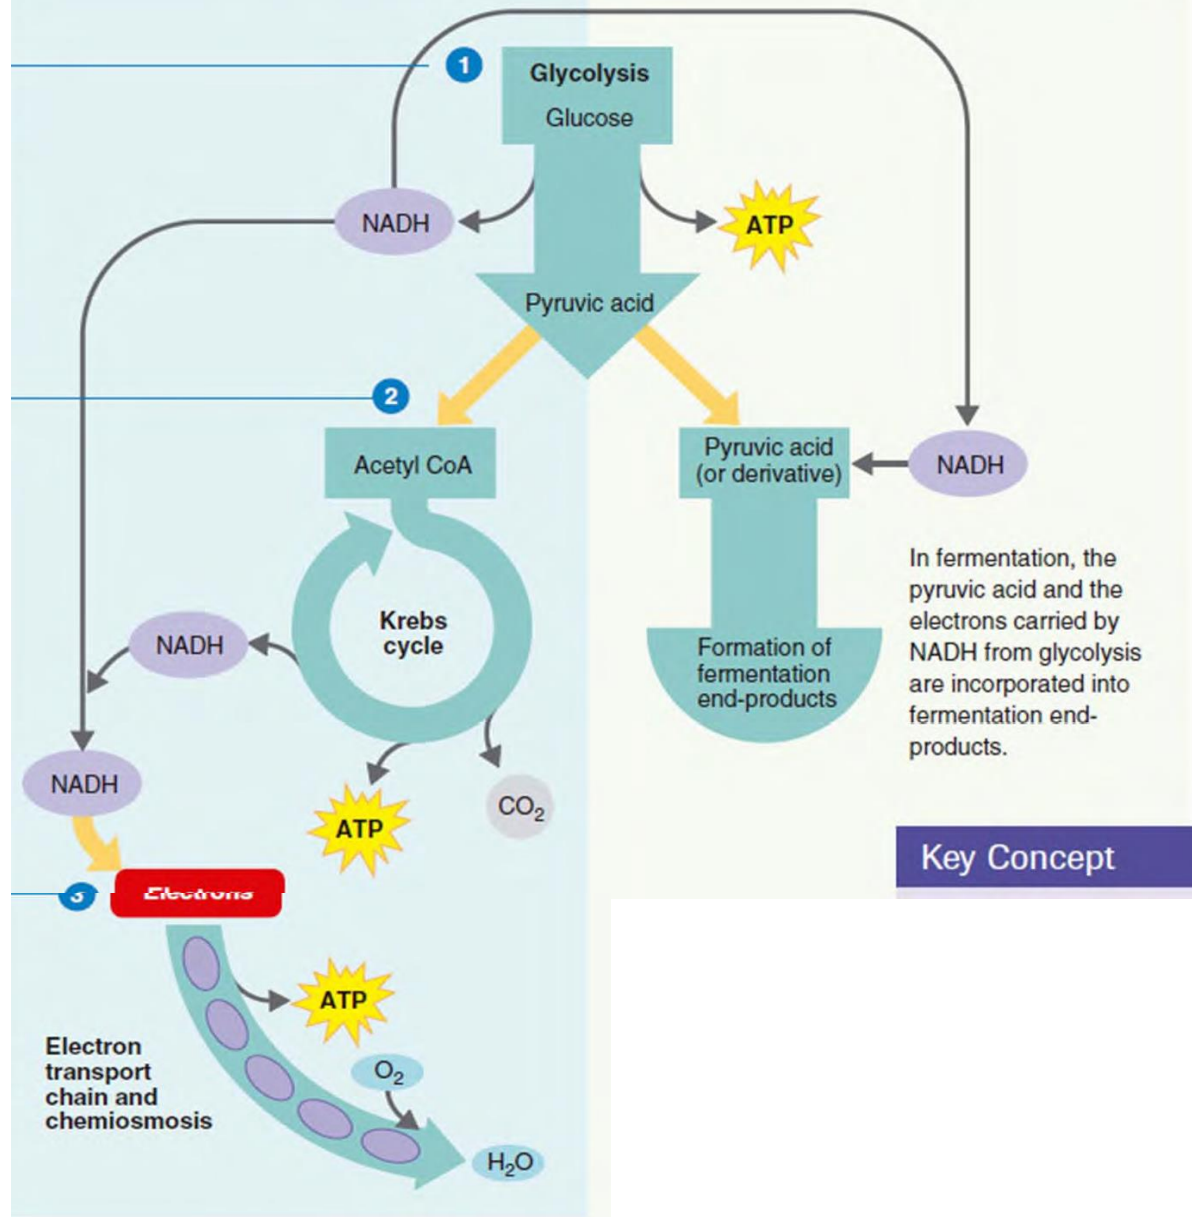 1
Glycolysis
Glucose
NADH
ATP
Pyruvic acid
2
Acetyl CoA
Pyruvic acid
(or derivative)
NADH
Krebs
cycle
NADH
In fermentation, the
pyruvic acid and the
electrons carried by
NADH from glycolysis
are incorporated into
fermentation end-
products.
Formation of
fermentation
end-products
NADH
ATP
CO₂
Key Concept
3
Electrons
ATP
Electron
transport
chain and
chemiosmosis
O₂
H₂O